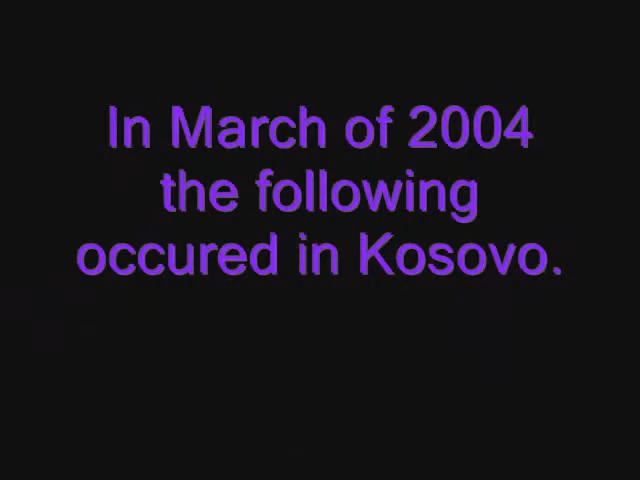 In March of 2004
the following
occured in Kosovo.